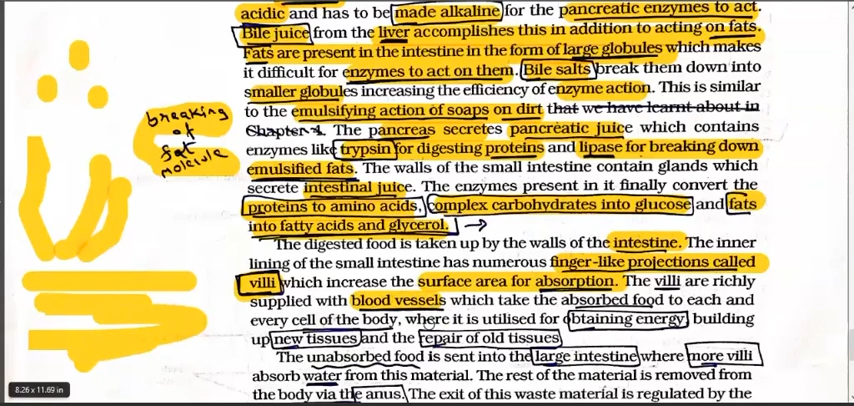 acidic and has to be made alkaline for the pancreatic enzymes to act.
Bile juice from the liver accomplishes this in addition to acting on fats.
Fats are present in the intestine in the form of large globules which makes
it difficult for enzymes to act on them. Bile salts break them down into
smaller globules increasing the efficiency of enzyme action. This is similar
to the emulsifying action of soaps on dirt that we have learnt about in
Chapter 4. The pancreas secretes pancreatic juice which contains
enzymes like trypsin for digesting proteins and lipase for breaking down
emulsified fats. The walls of the small intestine contain glands which
secrete intestinal juice. The enzymes present in it finally convert the
proteins to amino acids, complex carbohydrates into glucose and fats
into fatty acids and glycerol.
breaking
of
fat
molecule
The digested food is taken up by the walls of the intestine. The inner
lining of the small intestine has numerous finger-like projections called
villi which increase the surface area for absorption. The villi are richly
supplied with blood vessels which take the absorbed food to each and
every cell of the body, where it is utilised for obtaining energy, building
up new tissues and the repair of old tissues.
The unabsorbed food is sent into the large intestine where more villi
absorb water from this material. The rest of the material is removed from
the body via the anus. The exit of this waste material is regulated by the
8.26 x 11.69 in